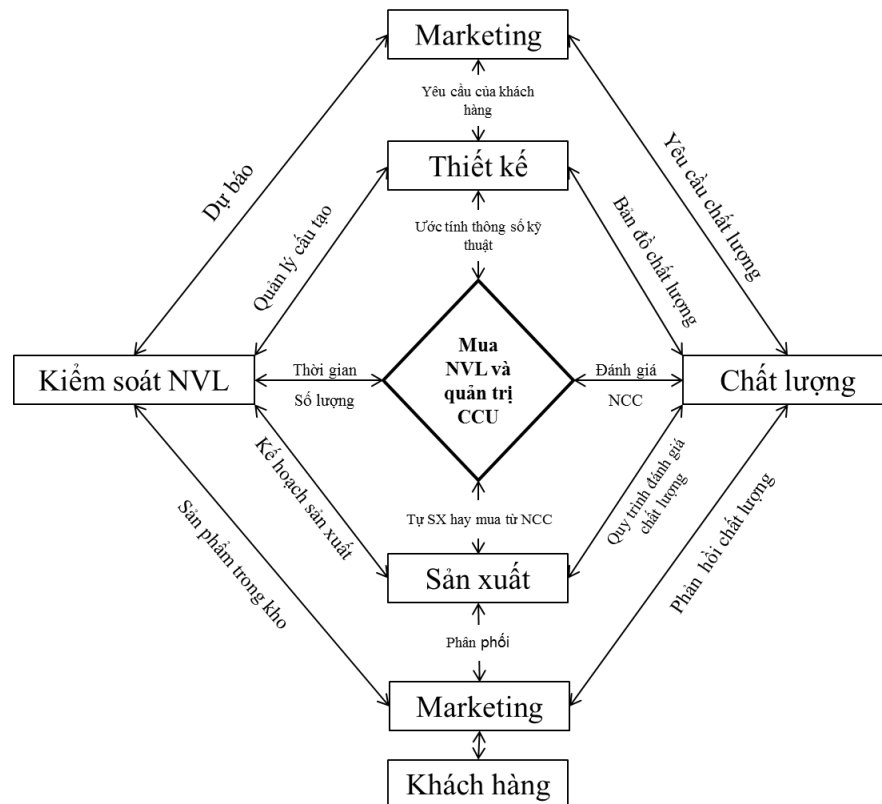 Marketing
Yêu cầu của khách
hàng
Thiết kế
Dự báo
Quản lý cấu tạo
Ước tính thông số kỹ
thuật
Bản đồ chất lượng
Yêu cầu chất lượng
Kiểm soát NVL
Thời gian
Số lượng
Mua
NVL và
quản trị
CCU
Đánh giá
NCC
Chất lượng
Kế hoạch sản xuất
Sản phẩm trong kho
Tự SX hay mua từ NCC
Quy trình đánh giá
chất lượng
Phản hồi chất lượng
Sản xuất
Phân phối
Marketing
Khách hàng